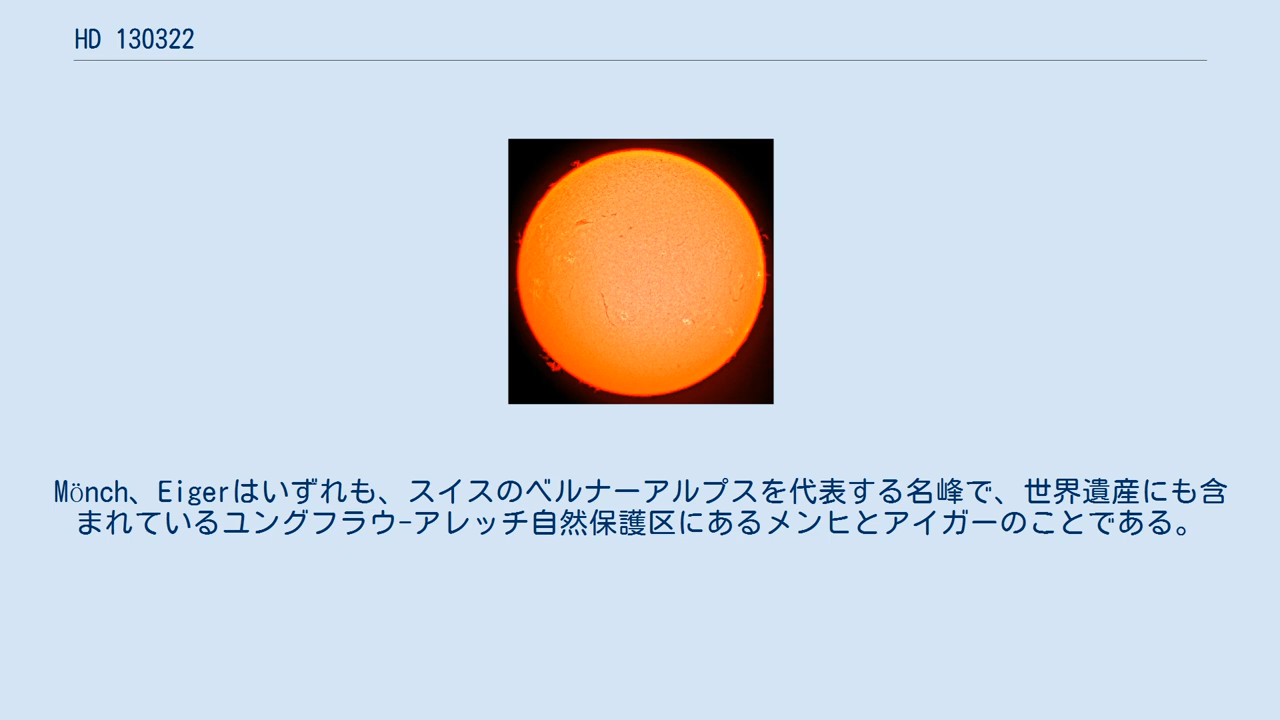 HD 130322
Mönch、Eigerはいずれも、スイスのベルナーアルプスを代表する名峰で、世界遺産にも含
まれているユングフラウ-アレッチ自然保護区にあるメンヒとアイガーのことである。